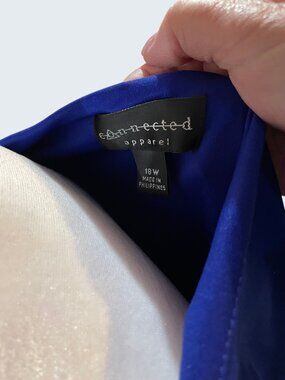 connected
apparel
18W
MADE IN
PHILIPPINES